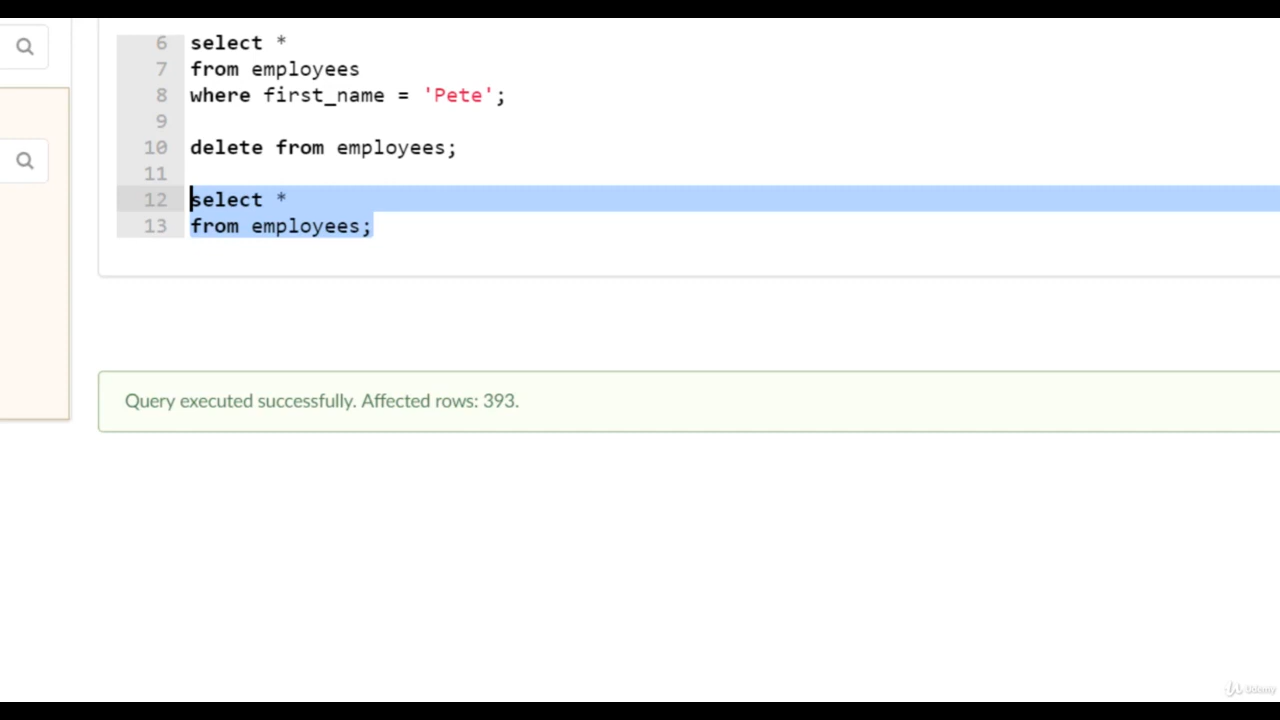 6 select *
7 from employees
8 where first_name = 'Pete';
9
10 delete from employees;
11
12 select *
13 from employees;
Query executed successfully. Affected rows: 393.
Udemy